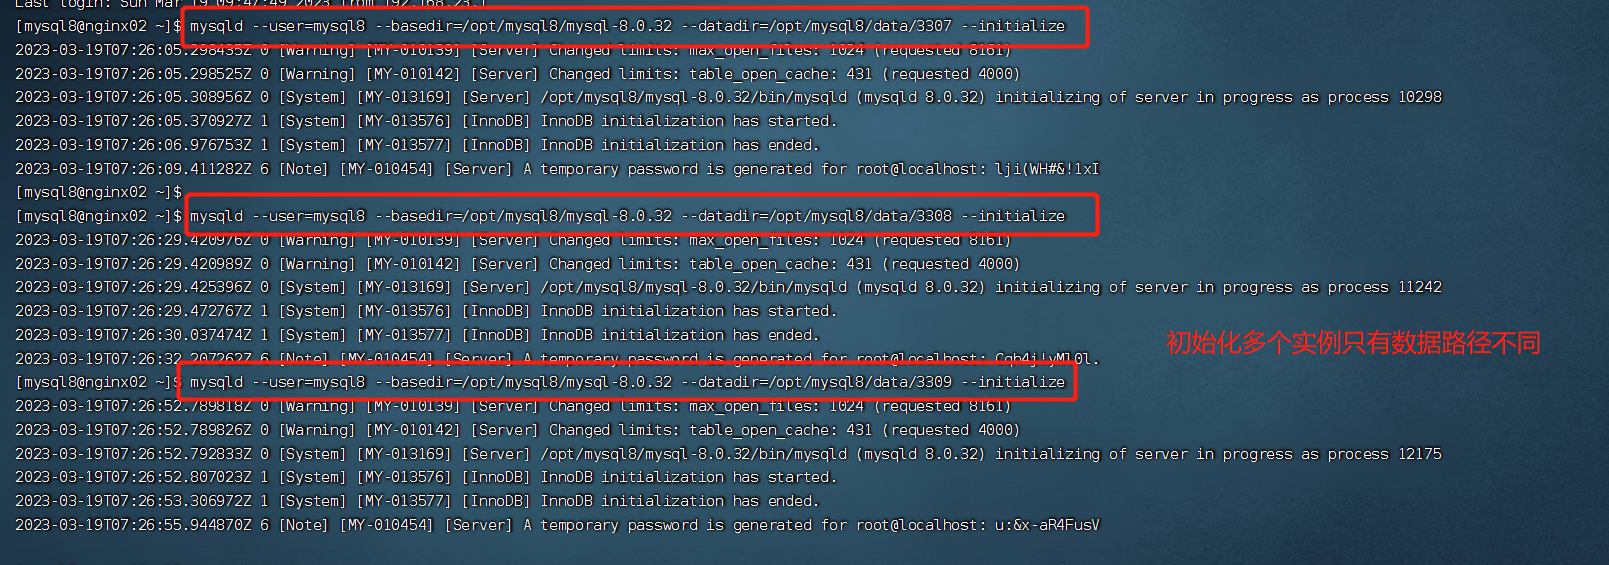 Last login: Sun Mar 19 09:47:49 2023 from 192.168.23.1
[mysql8@nginx02 ~]$ mysqld --user=mysql8 --basedir=/opt/mysql8/mysql-8.0.32 --datadir=/opt/mysql8/data/3307 --initialize
2023-03-19T07:26:05.298435Z 0 [Warning] [MY-010139] [Server] Changed limits: max_open_files: 1024 (requested 8161)
2023-03-19T07:26:05.298525Z 0 [Warning] [MY-010142] [Server] Changed limits: table_open_cache: 431 (requested 4000)
2023-03-19T07:26:05.308956Z 0 [System] [MY-013169] [Server] /opt/mysql8/mysql-8.0.32/bin/mysqld (mysqld 8.0.32) initializing of server in progress as process 10298
2023-03-19T07:26:05.370927Z 1 [System] [MY-013576] [InnoDB] InnoDB initialization has started.
2023-03-19T07:26:06.976753Z 1 [System] [MY-013577] [InnoDB] InnoDB initialization has ended.
2023-03-19T07:26:09.411282Z 6 [Note] [MY-010454] [Server] A temporary password is generated for root@localhost: lji(WH#&!1xI
[mysql8@nginx02 ~]$
[mysql8@nginx02 ~]$ mysqld --user=mysql8 --basedir=/opt/mysql8/mysql-8.0.32 --datadir=/opt/mysql8/data/3308 --initialize
2023-03-19T07:26:29.420976Z 0 [Warning] [MY-010139] [Server] Changed limits: max_open_files: 1024 (requested 8161)
2023-03-19T07:26:29.420989Z 0 [Warning] [MY-010142] [Server] Changed limits: table_open_cache: 431 (requested 4000)
2023-03-19T07:26:29.425396Z 0 [System] [MY-013169] [Server] /opt/mysql8/mysql-8.0.32/bin/mysqld (mysqld 8.0.32) initializing of server in progress as process 11242
2023-03-19T07:26:29.472767Z 1 [System] [MY-013576] [InnoDB] InnoDB initialization has started.
2023-03-19T07:26:30.037474Z 1 [System] [MY-013577] [InnoDB] InnoDB initialization has ended.
初始化多个实例只有数据路径不同
2023-03-19T07:26:32.207262Z 6 [Note] [MY-010454] [Server] A temporary password is generated for root@localhost:
[mysql8@nginx02 ~]$ mysqld --user=mysql8 --basedir=/opt/mysql8/mysql-8.0.32 --datadir=/opt/mysql8/data/3309 --initialize
2023-03-19T07:26:52.789818Z 0 [Warning] [MY-010139] [Server] Changed limits: max_open_files: 1024 (requested 8161)
2023-03-19T07:26:52.789826Z 0 [Warning] [MY-010142] [Server] Changed limits: table_open_cache: 431 (requested 4000)
2023-03-19T07:26:52.792833Z 0 [System] [MY-013169] [Server] /opt/mysql8/mysql-8.0.32/bin/mysqld (mysqld 8.0.32) initializing of server in progress as process 12175
2023-03-19T07:26:52.807023Z 1 [System] [MY-013576] [InnoDB] InnoDB initialization has started.
2023-03-19T07:26:53.306972Z 1 [System] [MY-013577] [InnoDB] InnoDB initialization has ended.
2023-03-19T07:26:55.944870Z 6 [Note] [MY-010454] [Server] A temporary password is generated for root@localhost: u:&x-aR4FusV